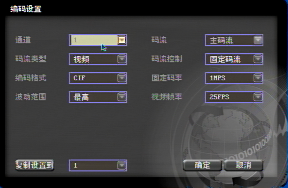 编码设置
通道 1 码流 主码流
码流类型 视频 码流控制 固定码流
编码格式 CIF 固定码率 1MPS
波动范围 最高 视频帧率 25FPS
复制设置到 1 确定 取消